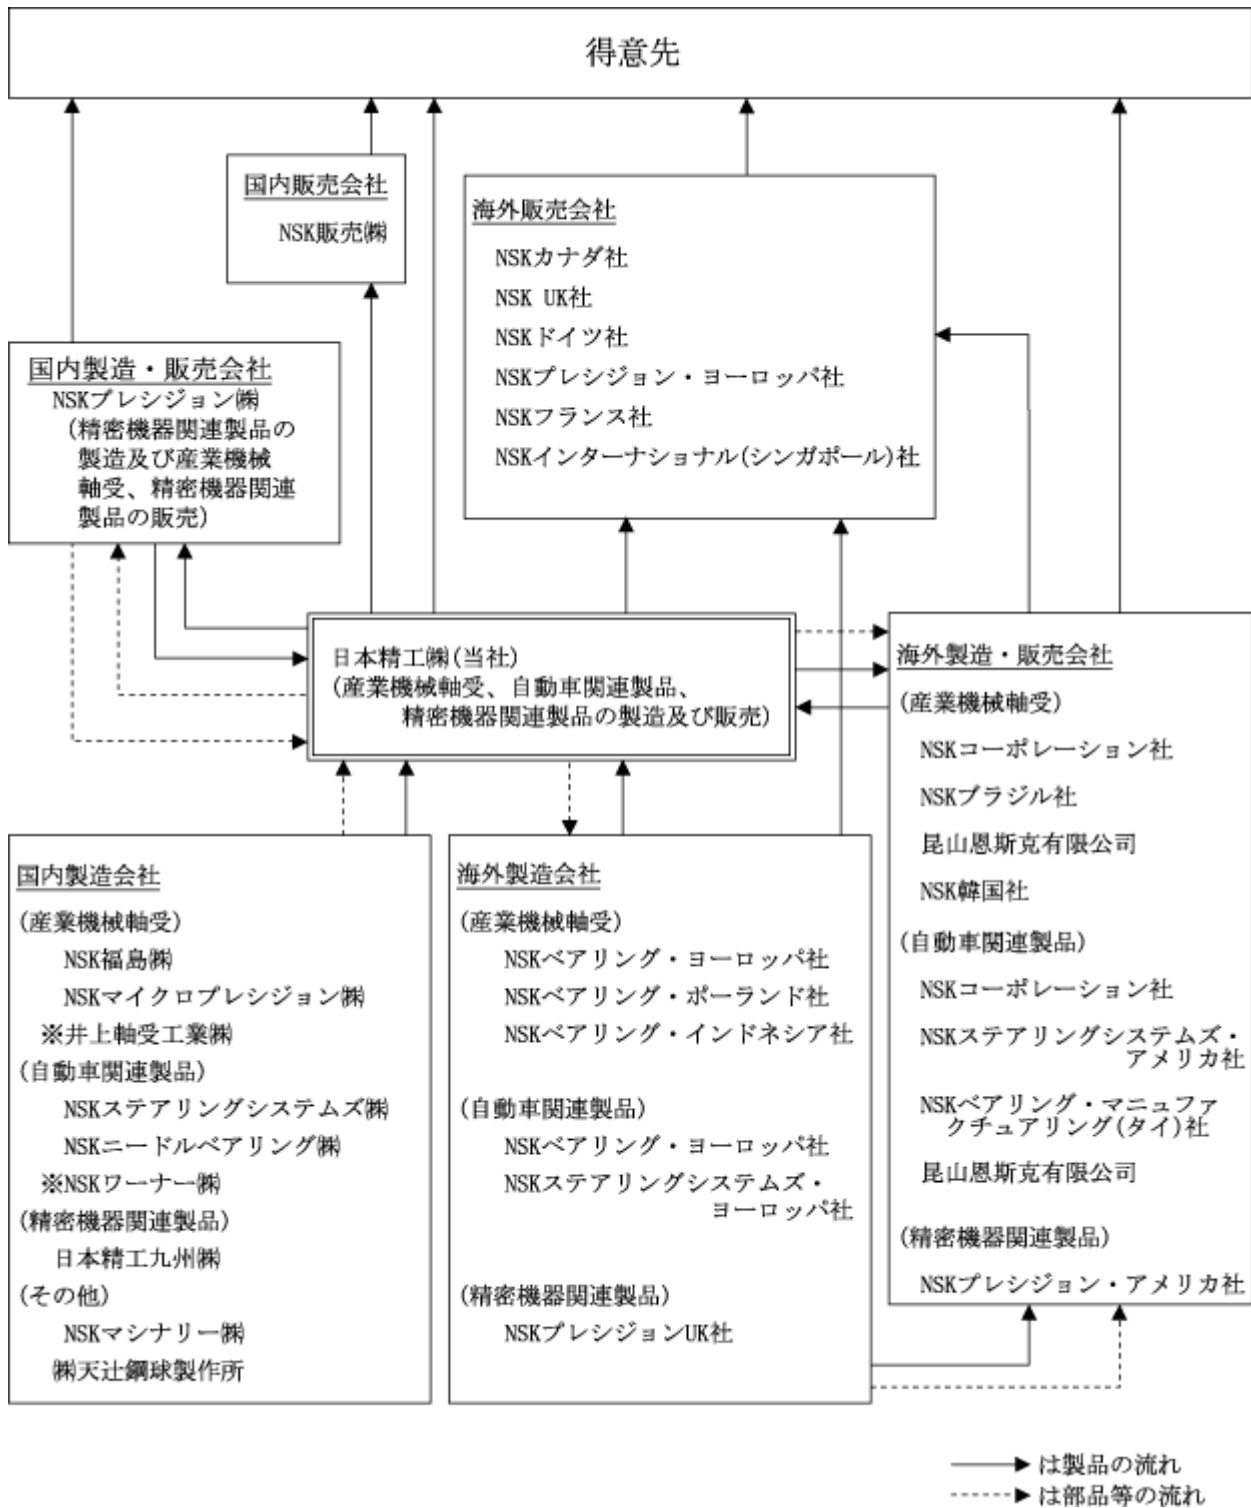 得意先
国内販売会社
NSK販売㈱
海外販売会社
NSKカナダ社
NSK UK社
NSKドイツ社
NSKプレシジョン・ヨーロッパ社
NSKフランス社
NSKインターナショナル(シンガポール)社
国内製造・販売会社
NSKプレシジョン㈱
(精密機器関連製品の
製造及び産業機械
軸受、精密機器関連
製品の販売)
日本精工㈱(当社)
(産業機械軸受、自動車関連製品、
精密機器関連製品の製造及び販売)
海外製造・販売会社
(産業機械軸受)
NSKコーポレーション社
NSKブラジル社
昆山恩斯克有限公司
NSK韓国社
(自動車関連製品)
NSKコーポレーション社
NSKステアリングシステムズ・
アメリカ社
NSKベアリング・マニュファ
クチュアリング(タイ)社
昆山恩斯克有限公司
(精密機器関連製品)
NSKプレシジョン・アメリカ社
国内製造会社
(産業機械軸受)
NSK福島㈱
NSKマイクロプレシジョン㈱
※井上軸受工業㈱
(自動車関連製品)
NSKステアリングシステムズ㈱
NSKニードルベアリング㈱
※NSKワーナー㈱
(精密機器関連製品)
日本精工九州㈱
(その他)
NSKマシナリー㈱
㈱天辻鋼球製作所
海外製造会社
(産業機械軸受)
NSKベアリング・ヨーロッパ社
NSKベアリング・ポーランド社
NSKベアリング・インドネシア社
(自動車関連製品)
NSKベアリング・ヨーロッパ社
NSKステアリングシステムズ・
ヨーロッパ社
(精密機器関連製品)
NSKプレシジョンUK社
は製品の流れ
は部品等の流れ